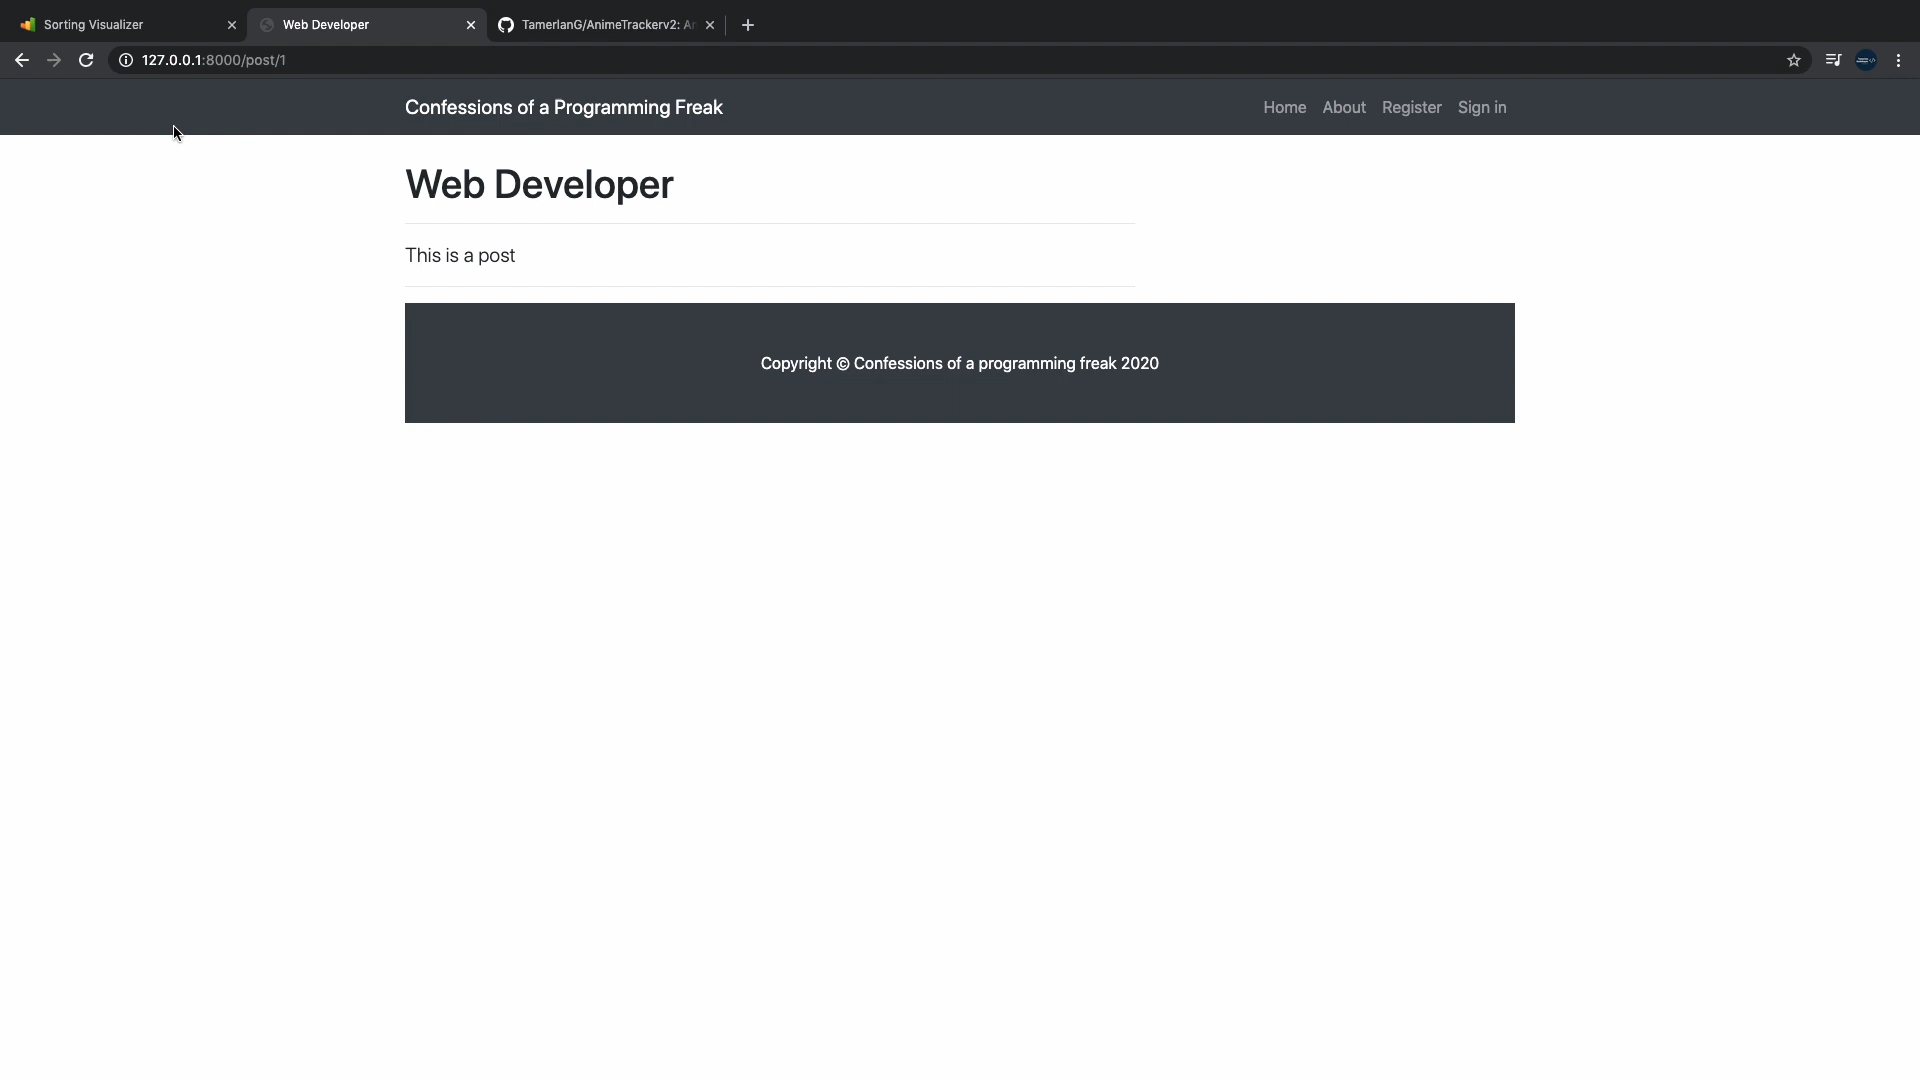 Sorting Visualizer
Web Developer
TamerlanG/AnimeTrackerv2: Ar
127.0.0.1:8000/post/1
Confessions of a Programming Freak
Home About Register Sign in
Web Developer
This is a post
Copyright © Confessions of a programming freak 2020